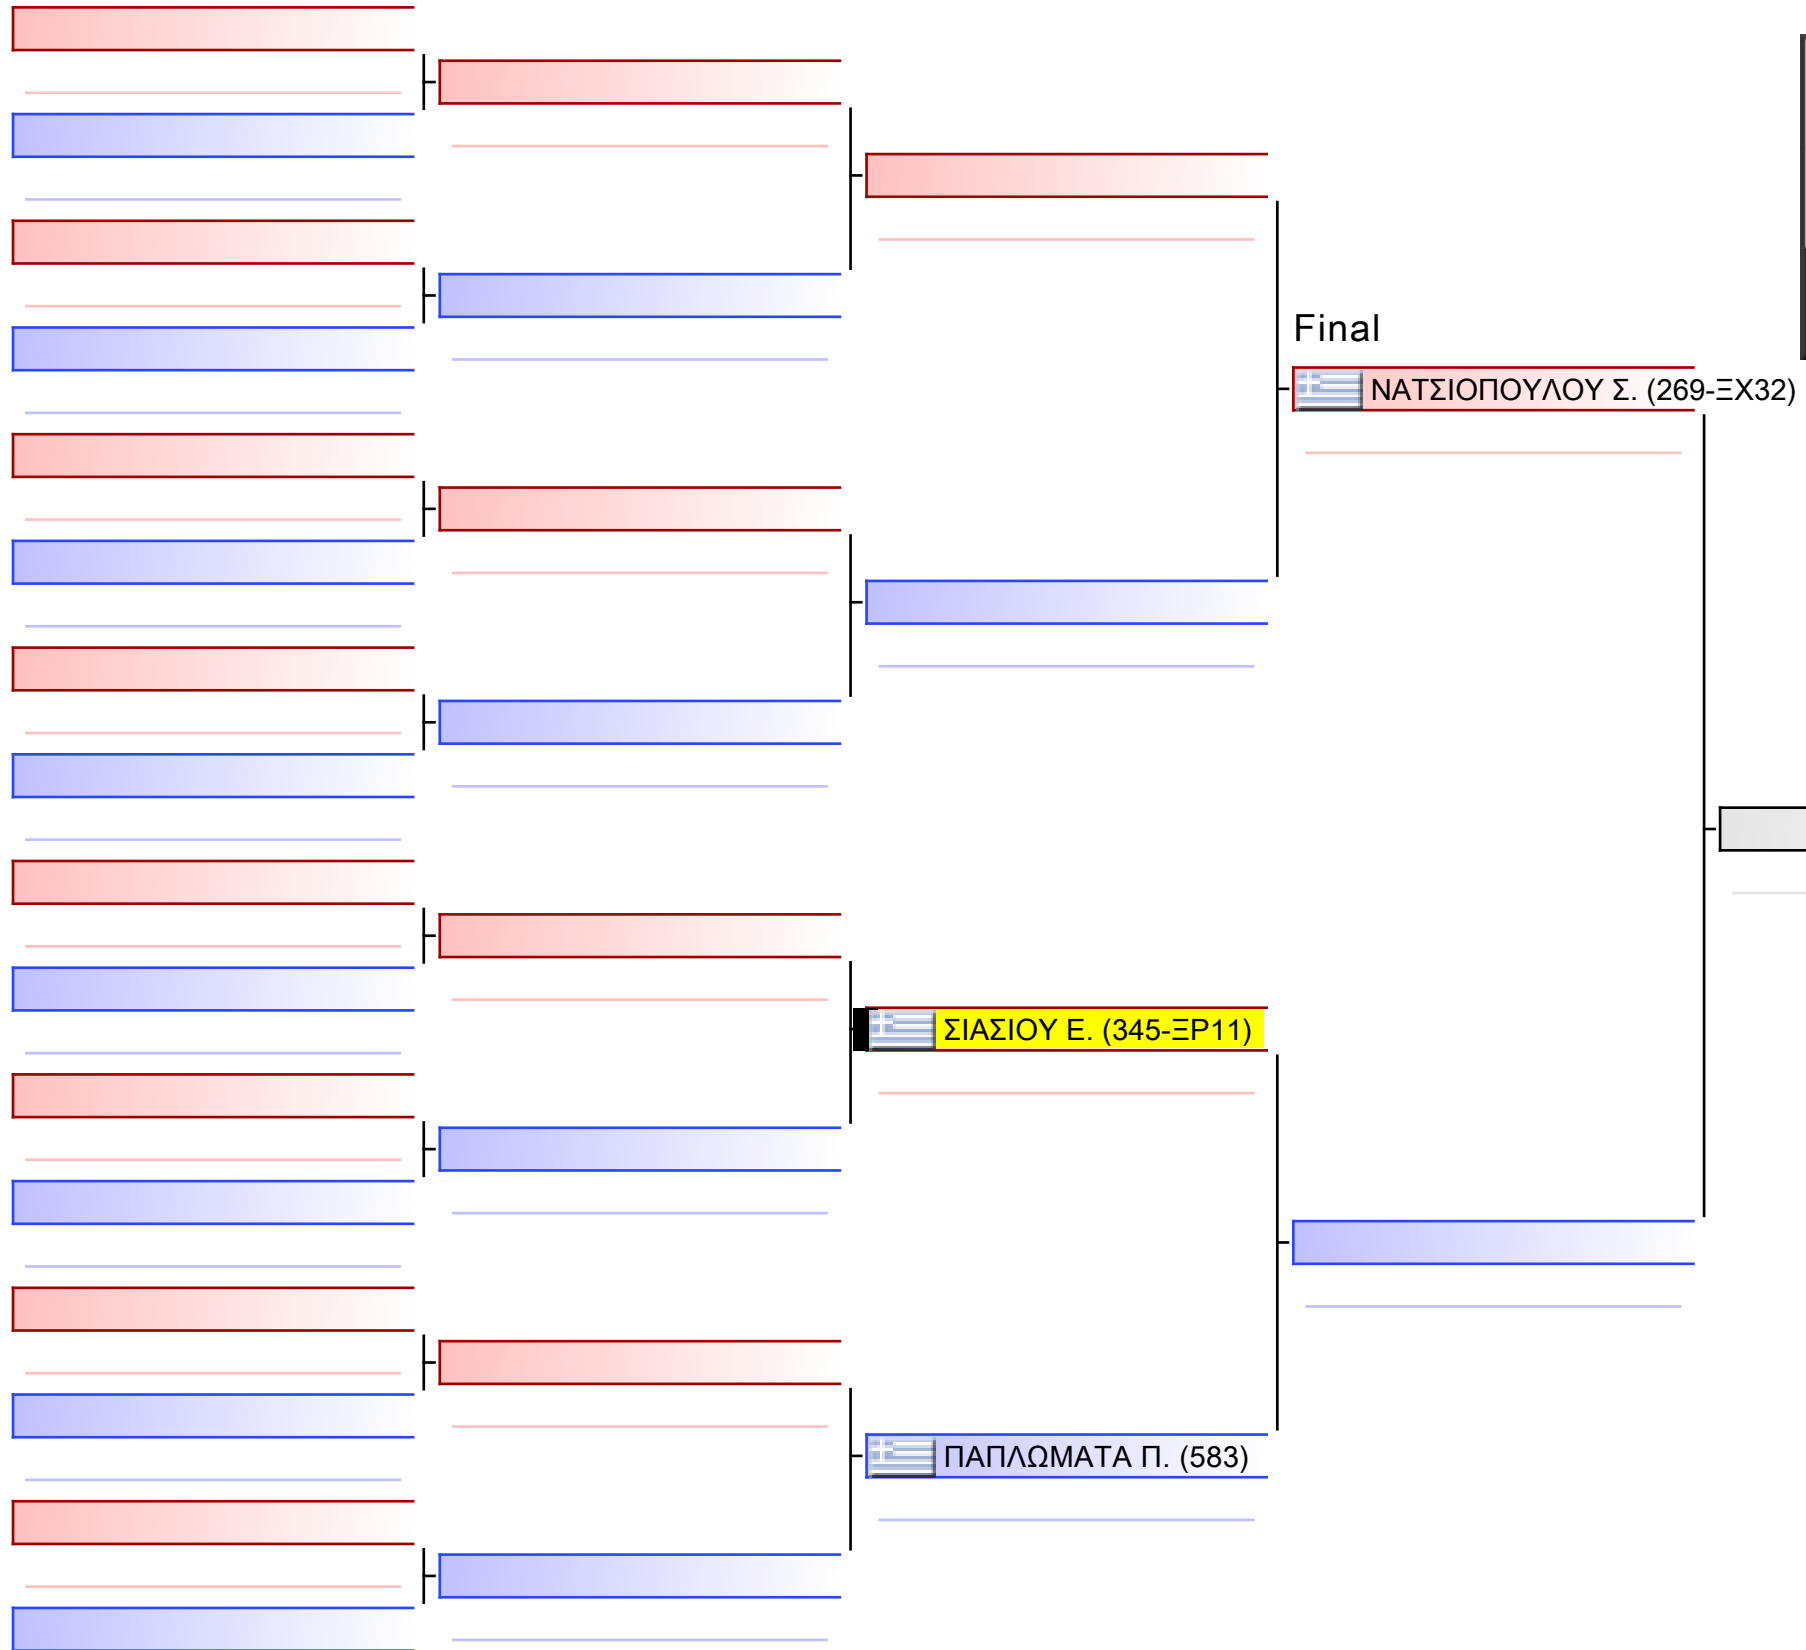 Final
ΝΑΤΣΙΟΠΟΥΛΟΥ Σ. (269-ΞΧ32)
ΣΙΑΣΙΟΥ Ε. (345-ΞΡ11)
ΠΑΠΛΩΜΑΤΑ Π. (583)